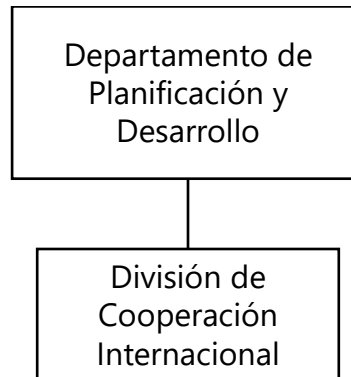 Departamento de
Planificación y
Desarrollo
División de
Cooperación
Internacional